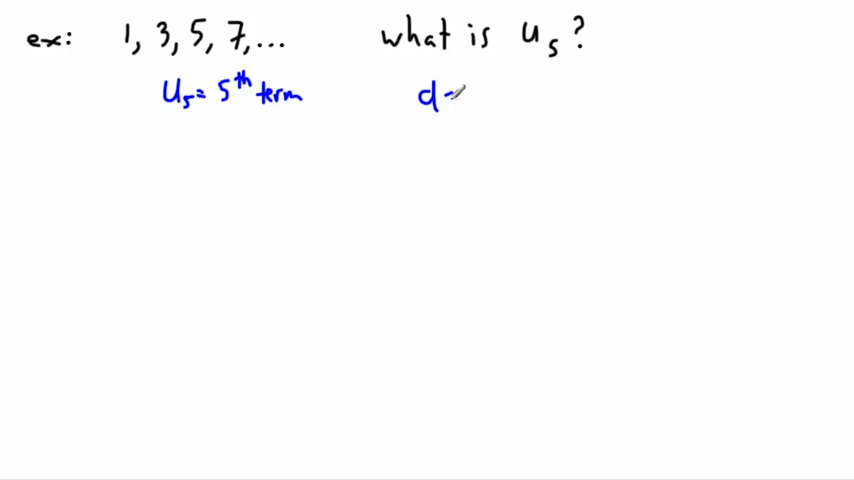 ex: 1, 3, 5, 7, ... what is u₅?
u₅ = 5ᵗʰ term d -